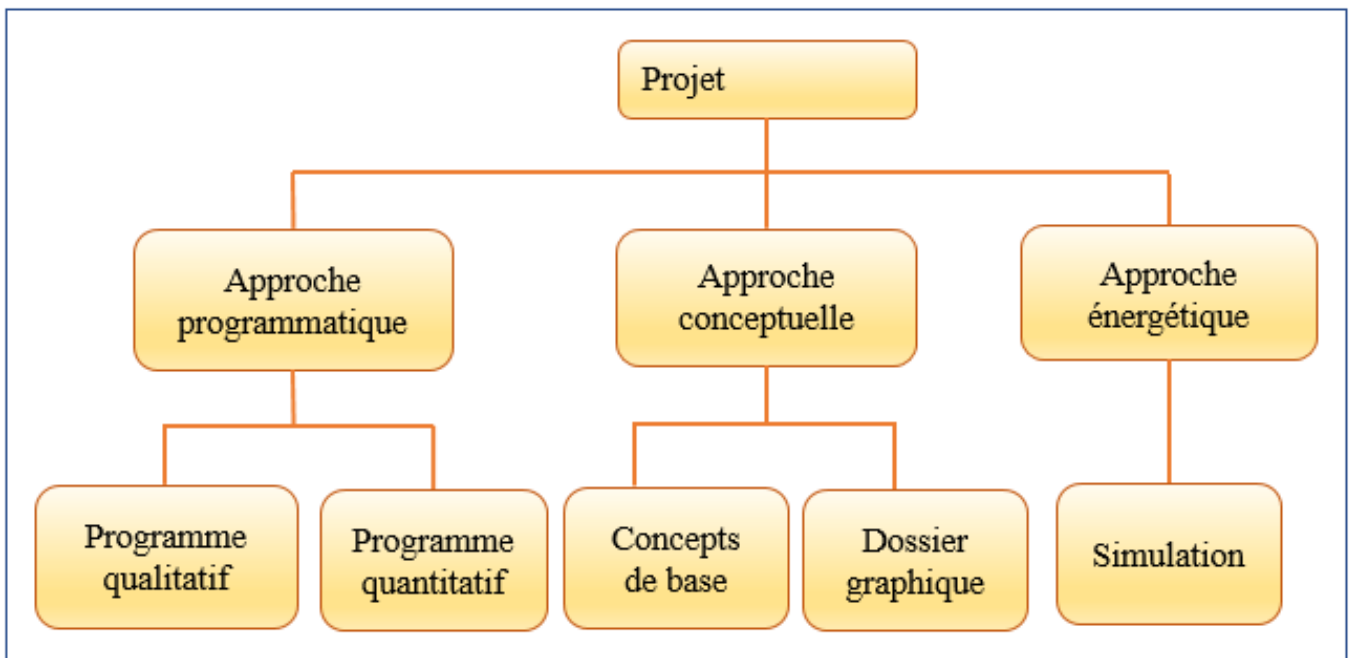 Projet
Approche
programmatique
Approche
conceptuelle
Approche
énergétique
Programme
qualitatif
Programme
quantitatif
Concepts
de base
Dossier
graphique
Simulation